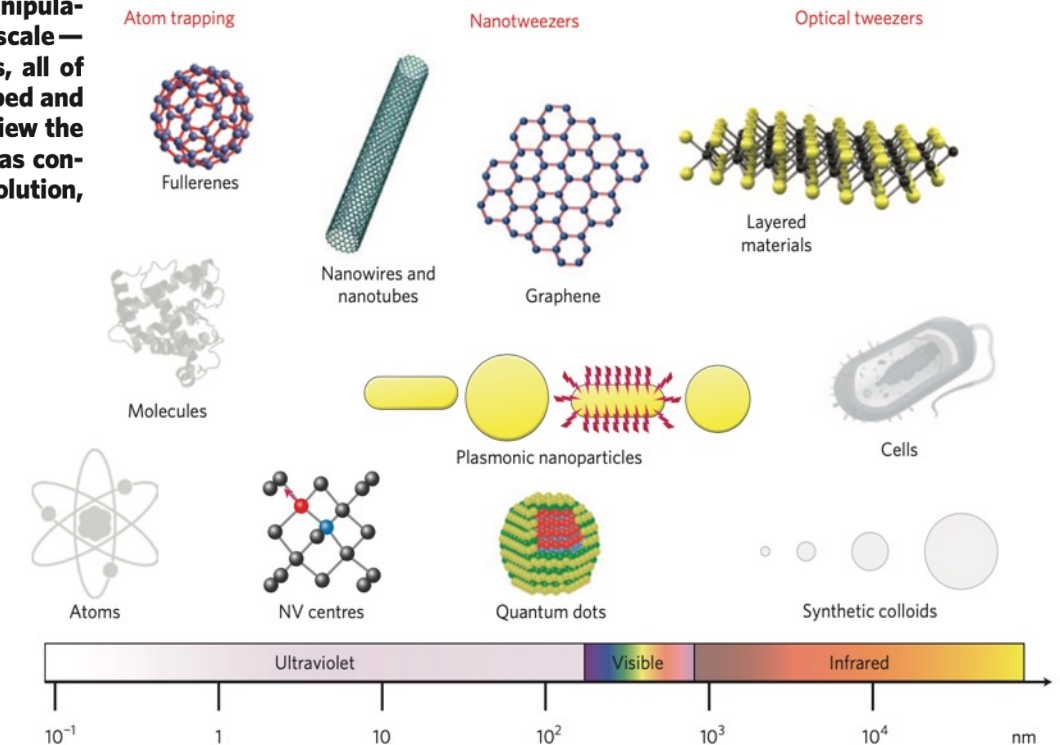 nipula-
scale —
s, all of
ped and
iew the
as con-
olution,
Atom trapping
Nanotweezers
Optical tweezers
Fullerenes
Nanowires and
nanotubes
Graphene
Layered
materials
Molecules
Plasmonic nanoparticles
Cells
Atoms
NV centres
Quantum dots
Synthetic colloids
Ultraviolet
Visible
Infrared
10⁻¹
1
10
10²
10³
10⁴
nm